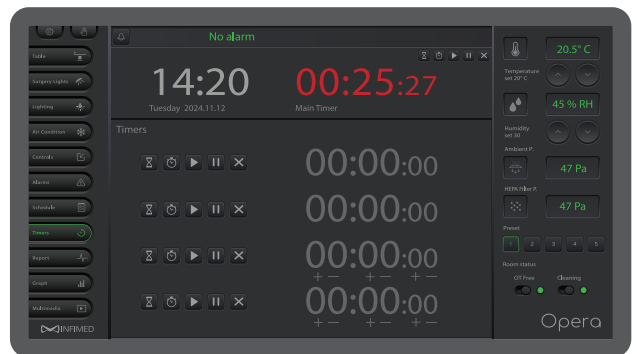 No alarm
14:20
Tuesday 2024.11.12
00:25:27
Main Timer
Timers
00:00:00
00:00:00
00:00:00
+ − + − + −
00:00:00
+ − + − + −
Table
Surgery Lights
Lighting
Air Condition
Controls
Alarms
Schedule
Timers
Report
Graph
Multimedia
INFIMED
20.5° C
Temperature
set 20° C
45 % RH
Humidity
set 30
Ambient P.
47 Pa
HEPA Filter P.
47 Pa
Preset
1 2 3 4 5
Room status
OT Free Cleaning
Opera